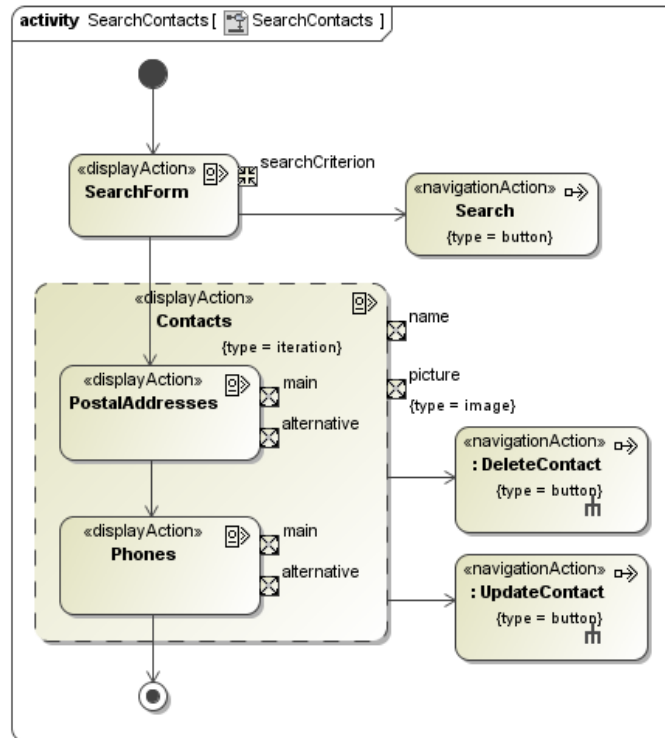 activity SearchContacts [ SearchContacts ]
«displayAction»
SearchForm
searchCriterion
«navigationAction»
Search
{type = button}
«displayAction»
Contacts
{type = iteration}
name
picture
{type = image}
«displayAction»
PostalAddresses
main
alternative
«navigationAction»
: DeleteContact
{type = button}
«displayAction»
Phones
main
alternative
«navigationAction»
: UpdateContact
{type = button}